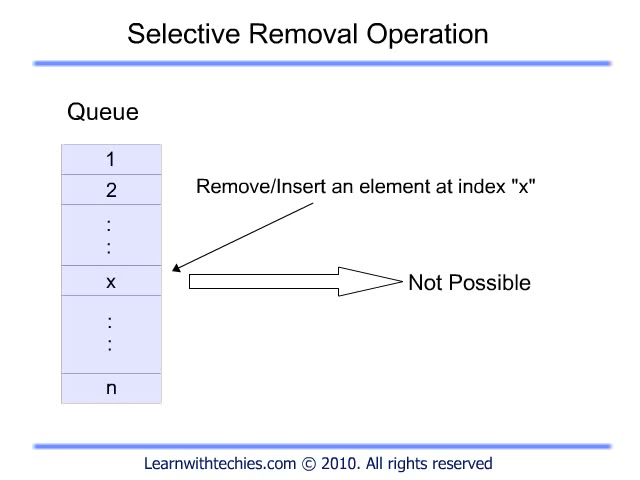 Selective Removal Operation
Queue
1
2
:
:
x
:
:
n
Remove/Insert an element at index "x"
Not Possible
Learnwithtechies.com © 2010. All rights reserved